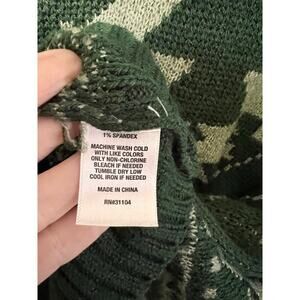 1% SPANDEX
MACHINE WASH COLD
WITH LIKE COLORS
ONLY NON-CHLORINE
BLEACH IF NEEDED
TUMBLE DRY LOW
COOL IRON IF NEEDED
MADE IN CHINA
RN#31104